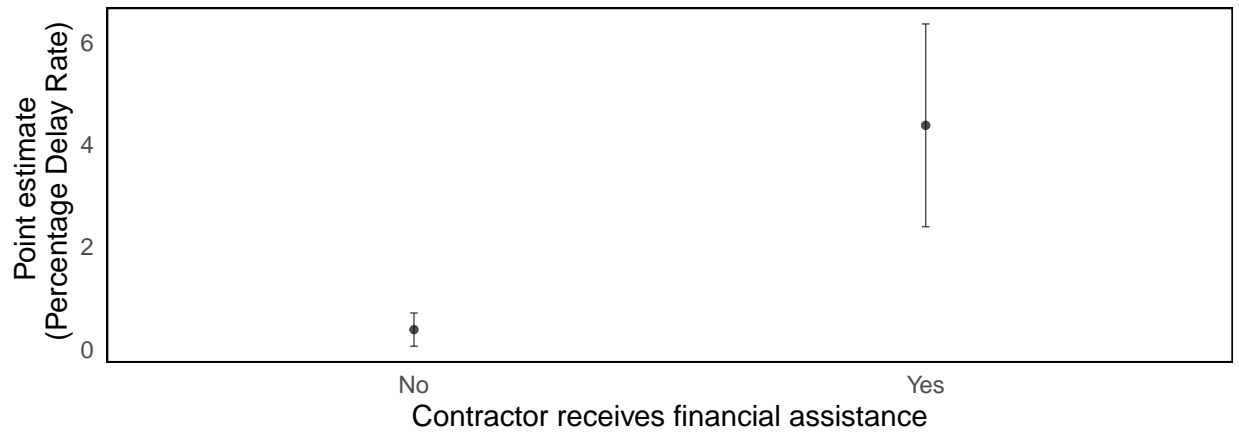 Point estimate
(Percentage Delay Rate)
6
4
2
0
No Yes
Contractor receives financial assistance